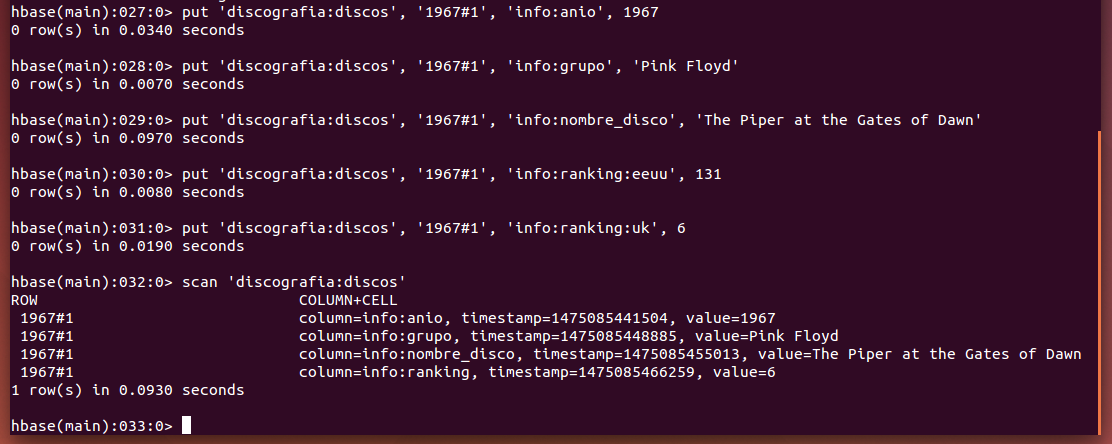 hbase(main):027:0> put 'discografia:discos', '1967#1', 'info:anio', 1967
0 row(s) in 0.0340 seconds
hbase(main):028:0> put 'discografia:discos', '1967#1', 'info:grupo', 'Pink Floyd'
0 row(s) in 0.0070 seconds
hbase(main):029:0> put 'discografia:discos', '1967#1', 'info:nombre_disco', 'The Piper at the Gates of Dawn'
0 row(s) in 0.0970 seconds
hbase(main):030:0> put 'discografia:discos', '1967#1', 'info:ranking:eeuu', 131
0 row(s) in 0.0080 seconds
hbase(main):031:0> put 'discografia:discos', '1967#1', 'info:ranking:uk', 6
0 row(s) in 0.0190 seconds
hbase(main):032:0> scan 'discografia:discos'
ROW COLUMN+CELL
1967#1 column=info:anio, timestamp=1475085441504, value=1967
1967#1 column=info:grupo, timestamp=1475085448885, value=Pink Floyd
1967#1 column=info:nombre_disco, timestamp=1475085455013, value=The Piper at the Gates of Dawn
1967#1 column=info:ranking, timestamp=1475085466259, value=6
1 row(s) in 0.0930 seconds
hbase(main):033:0>